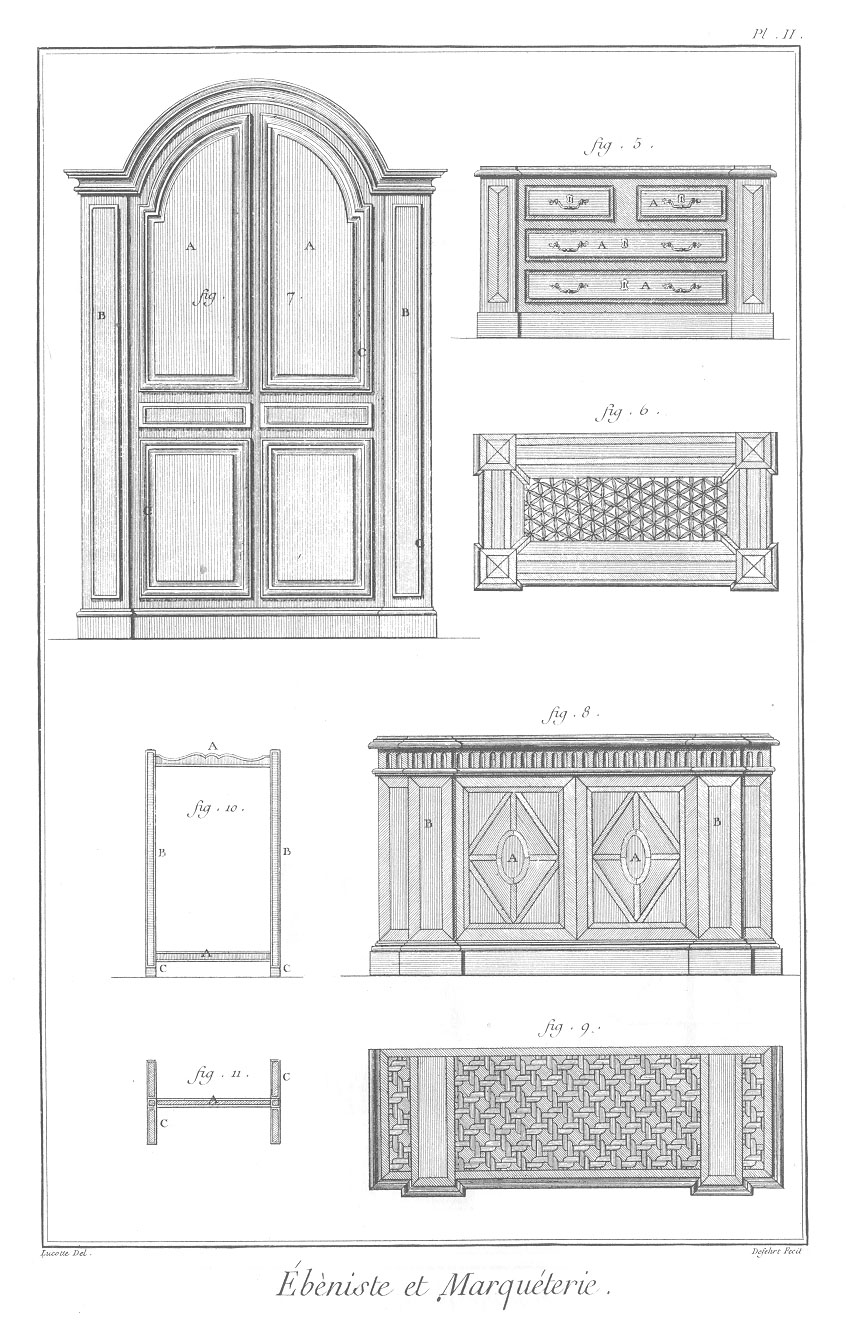 Pl . II .
fig . 5 .
A
A
A
fig . 7 .
A
A
B
B
C
C
C
fig . 6 .
fig . 8 .
B
B
A
A
A
fig . 10 .
B
B
A
C
C
fig . 9 .
fig . 11 .
C
A
C
Lucotte Del .
Defehrt Fecit
Ébèniste et Marquéterie .